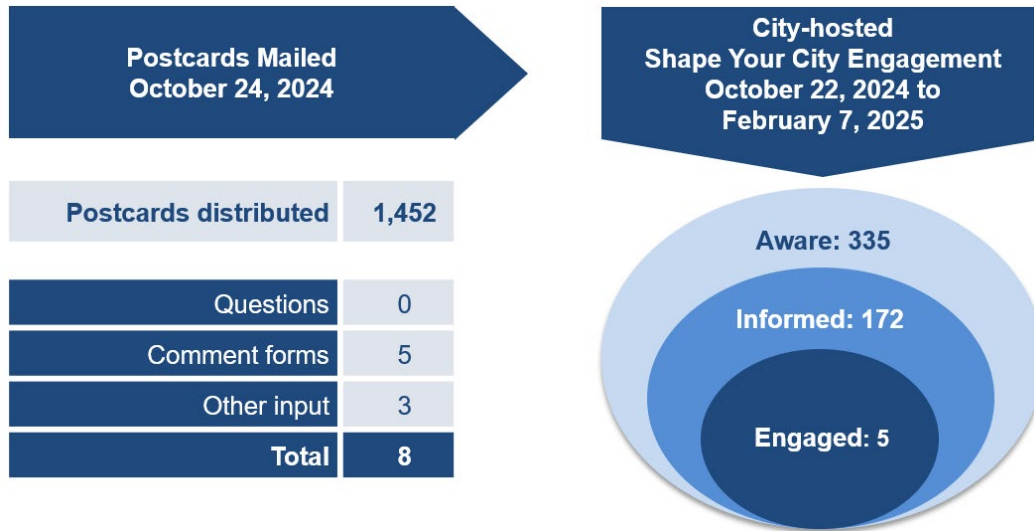 Postcards Mailed
October 24, 2024
City-hosted
Shape Your City Engagement
October 22, 2024 to
February 7, 2025
Postcards distributed 1,452
Questions 0
Comment forms 5
Other input 3
Total 8
Aware: 335
Informed: 172
Engaged: 5